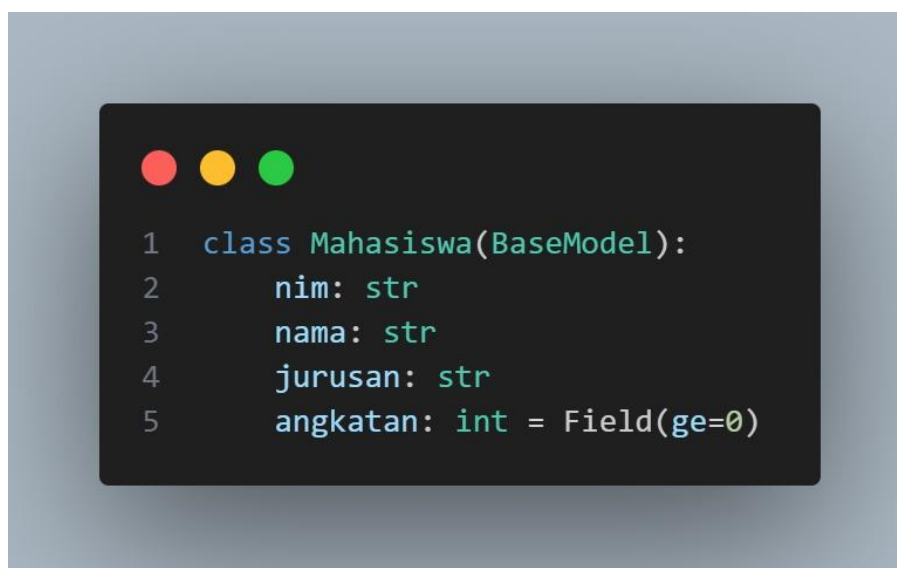 1 class Mahasiswa(BaseModel):
2     nim: str
3     nama: str
4     jurusan: str
5     angkatan: int = Field(ge=0)